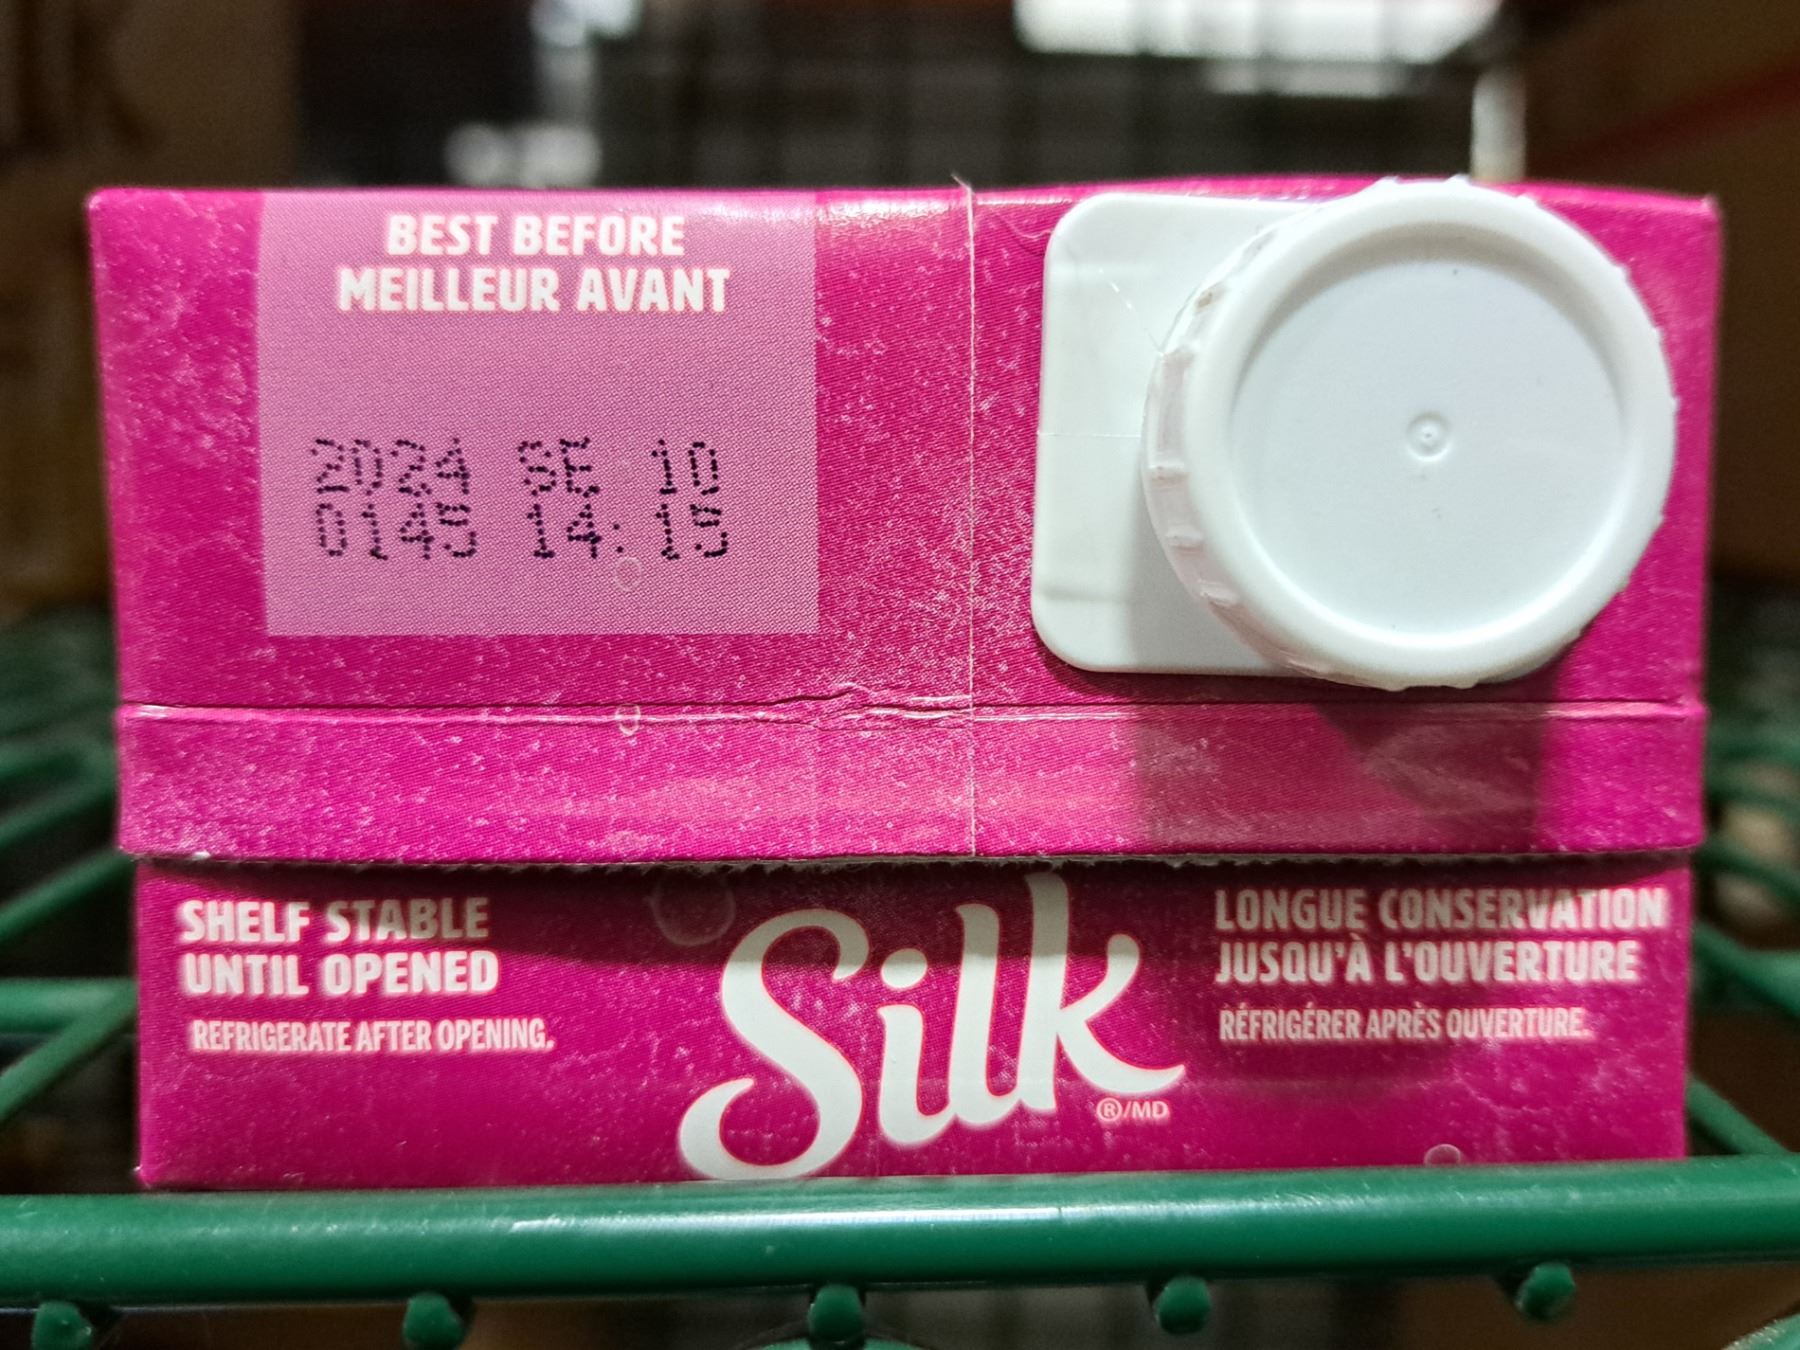 BEST BEFORE
MEILLEUR AVANT
2024 SE 10
0145 14:15
SHELF STABLE
UNTIL OPENED
REFRIGERATE AFTER OPENING.
Silk
®/MD
LONGUE CONSERVATION
JUSQU'À L'OUVERTURE
RÉFRIGÉRER APRÈS OUVERTURE.